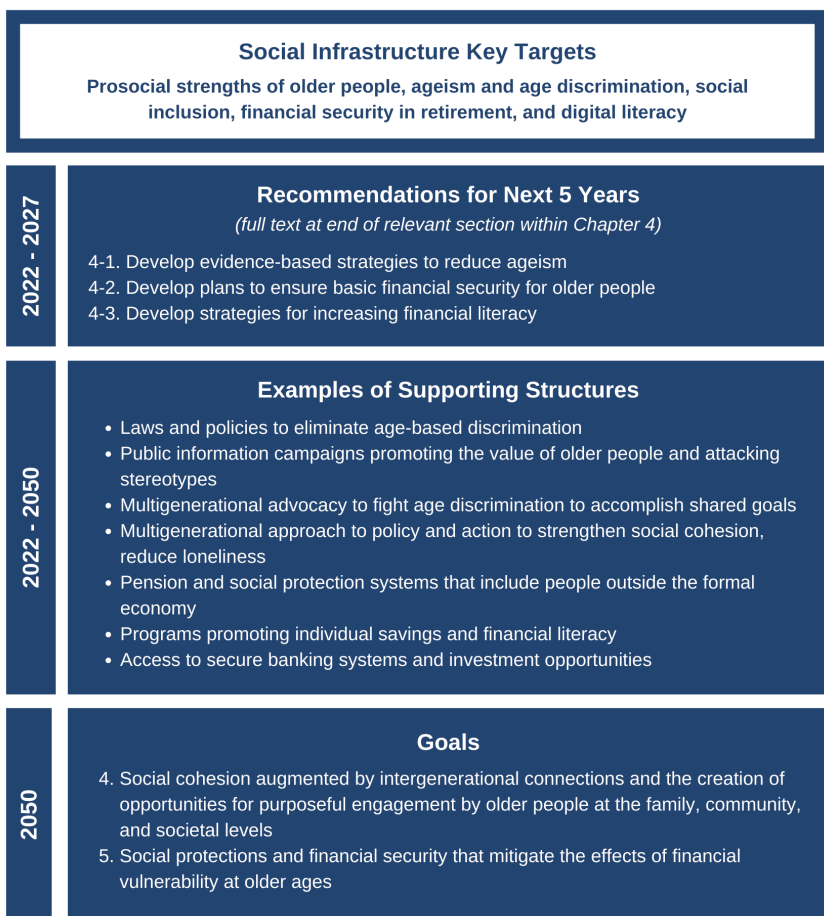 Social Infrastructure Key Targets
Prosocial strengths of older people, ageism and age discrimination, social
inclusion, financial security in retirement, and digital literacy
2022 - 2027
Recommendations for Next 5 Years
(full text at end of relevant section within Chapter 4)
4-1. Develop evidence-based strategies to reduce ageism
4-2. Develop plans to ensure basic financial security for older people
4-3. Develop strategies for increasing financial literacy
2022 - 2050
Examples of Supporting Structures
• Laws and policies to eliminate age-based discrimination
• Public information campaigns promoting the value of older people and attacking
stereotypes
• Multigenerational advocacy to fight age discrimination to accomplish shared goals
• Multigenerational approach to policy and action to strengthen social cohesion,
reduce loneliness
• Pension and social protection systems that include people outside the formal
economy
• Programs promoting individual savings and financial literacy
• Access to secure banking systems and investment opportunities
2050
Goals
4. Social cohesion augmented by intergenerational connections and the creation of
opportunities for purposeful engagement by older people at the family, community,
and societal levels
5. Social protections and financial security that mitigate the effects of financial
vulnerability at older ages